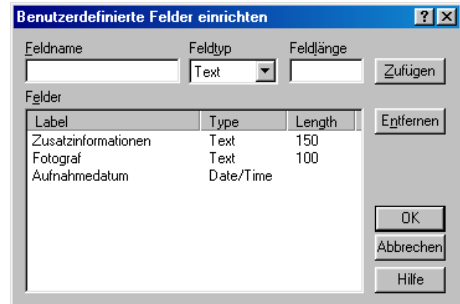 Benutzerdefinierte Felder einrichten
Feldname Feldtyp Feldlänge
Text Zufügen
Felder
Label Type Length Entfernen
Zusatzinformationen Text 150
Fotograf Text 100
Aufnahmedatum Date/Time
OK
Abbrechen
Hilfe